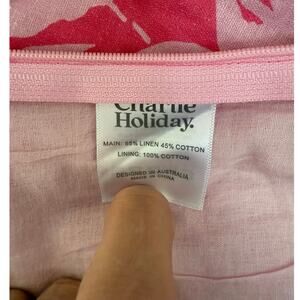 Charlie
Holiday.
MAIN: 55% LINEN 45% COTTON
LINING: 100% COTTON
DESIGNED IN AUSTRALIA
MADE IN CHINA